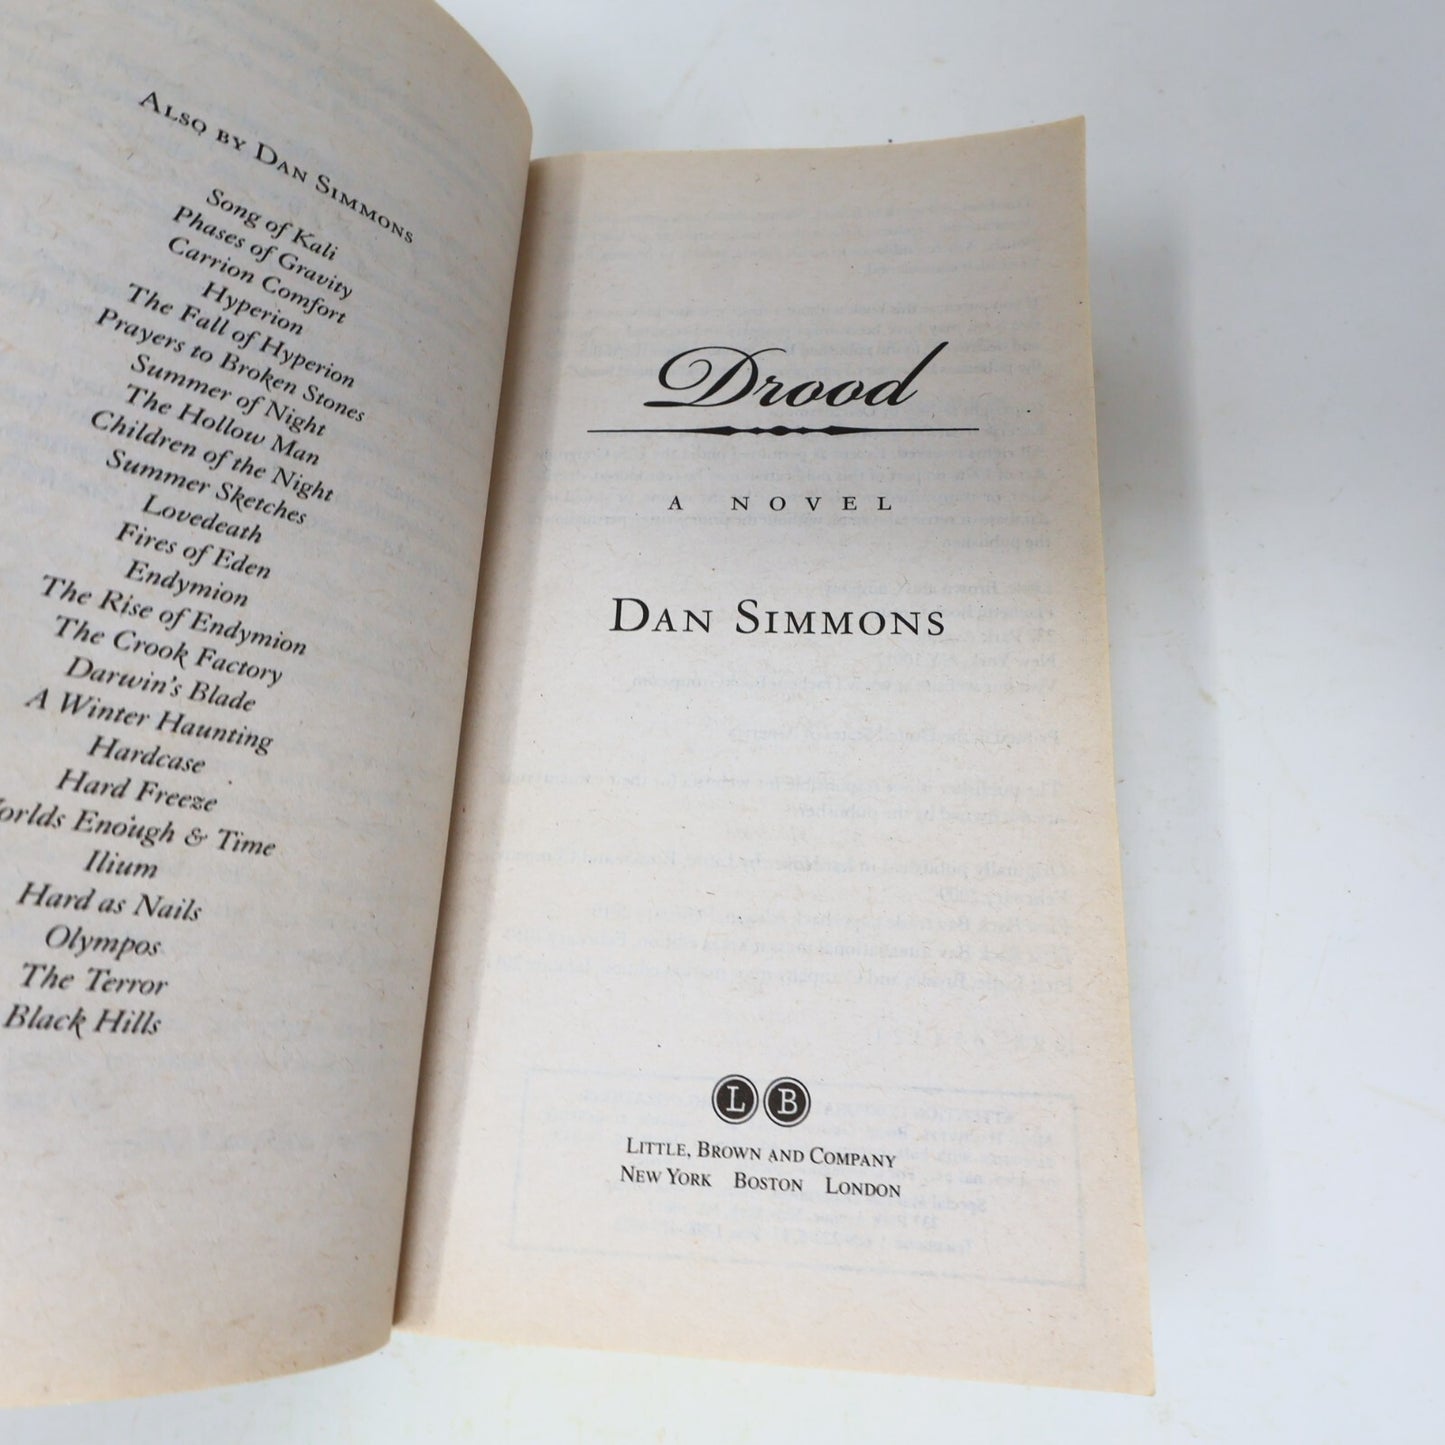 ALSO BY DAN SIMMONS
Song of Kali
Phases of Gravity
Carrion Comfort
Hyperion
The Fall of Hyperion
Prayers to Broken Stones
Summer of Night
The Hollow Man
Children of the Night
Summer Sketches
Lovedeath
Fires of Eden
Endymion
The Rise of Endymion
The Crook Factory
Darwin's Blade
A Winter Haunting
Hardcase
Hard Freeze
orlds Enough & Time
Ilium
Hard as Nails
Olympos
The Terror
Black Hills
Drood
A NOVEL
DAN SIMMONS
L B
LITTLE, BROWN AND COMPANY
NEW YORK BOSTON LONDON